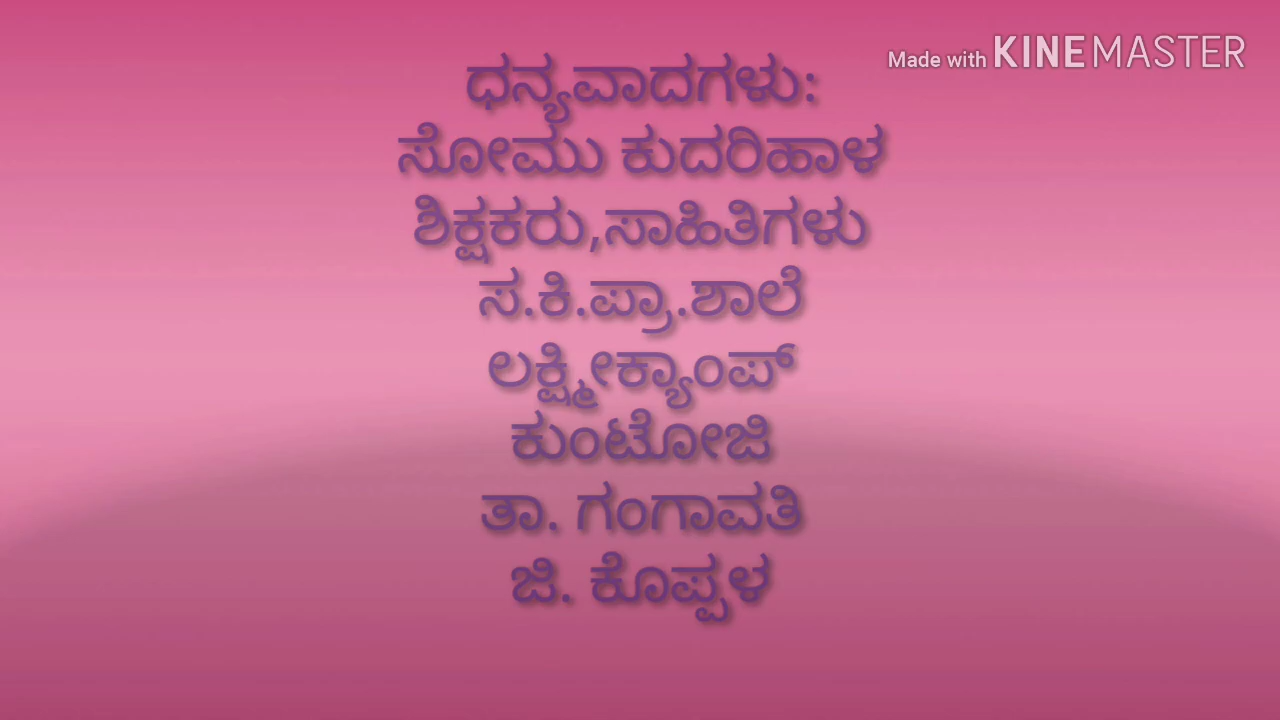 Made with KINEMASTER
ಧನ್ಯವಾದಗಳು:
ಸೋಮು ಕುದರಿಹಾಳ
ಶಿಕ್ಷಕರು,ಸಾಹಿತಿಗಳು
ಸ.ಕಿ.ಪ್ರಾ.ಶಾಲೆ
ಲಕ್ಷ್ಮೀಕ್ಯಾಂಪ್
ಕುಂಟೋಜಿ
ತಾ. ಗಂಗಾವತಿ
ಜಿ. ಕೊಪ್ಪಳ